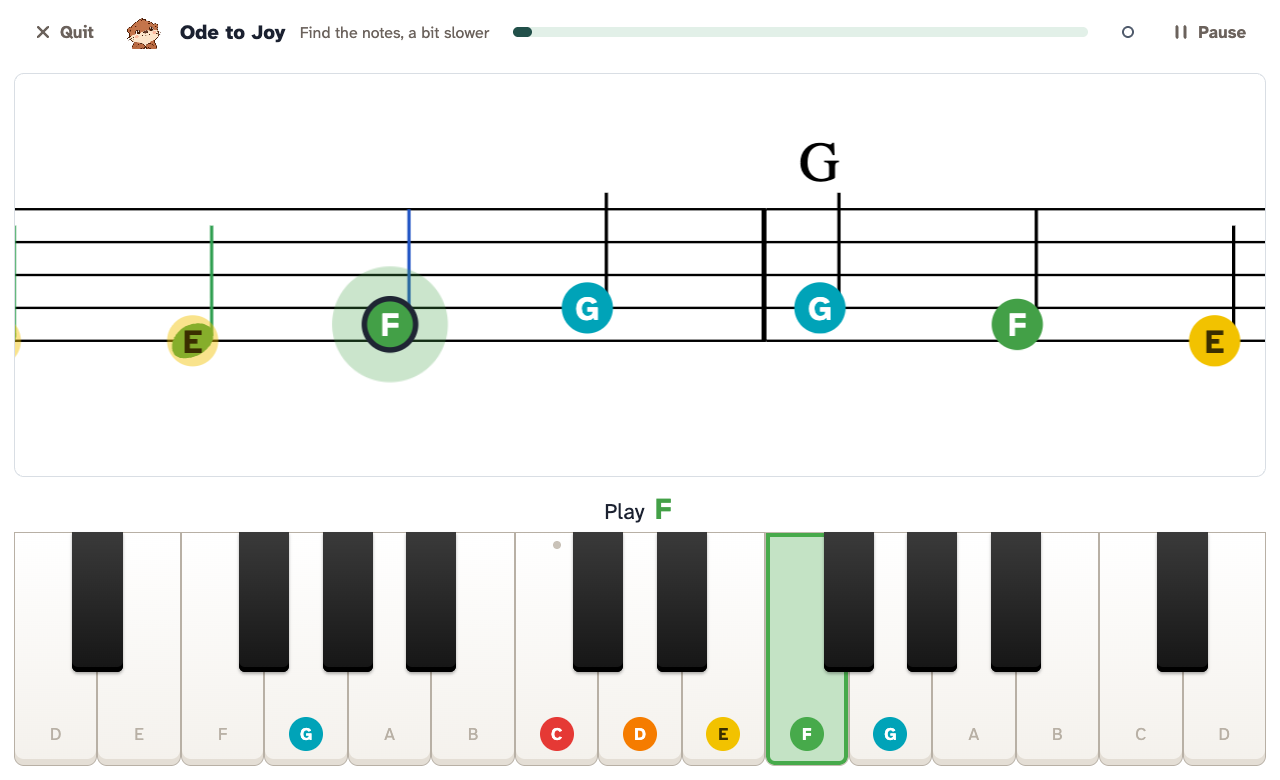 Quit
Ode to Joy
Find the notes, a bit slower
Pause
G
E F G G F E
Play F
D E F G A B C D E F G A B C D